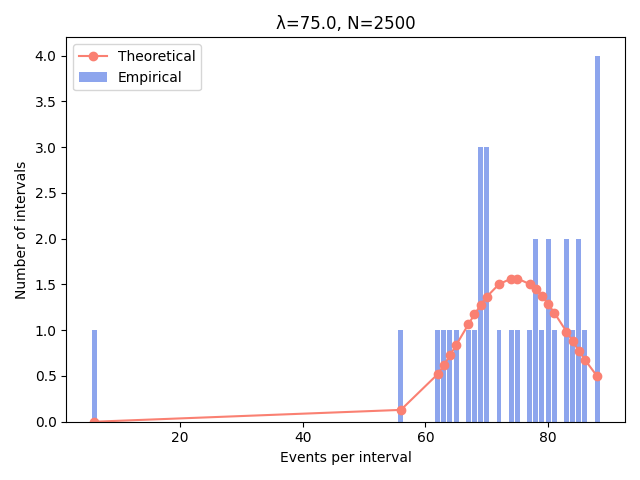 λ=75.0, N=2500
Theoretical
Empirical
4.0
3.5
3.0
2.5
2.0
1.5
1.0
0.5
0.0
Number of intervals
20 40 60 80
Events per interval